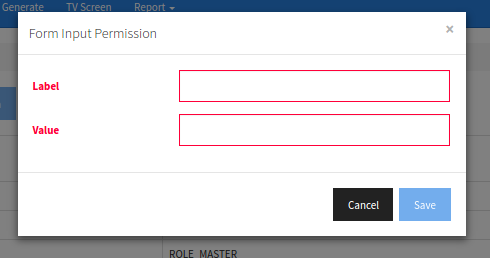 Generate TV Screen Report
Form Input Permission ×
Label
Value
Cancel Save
ROLE_MASTER